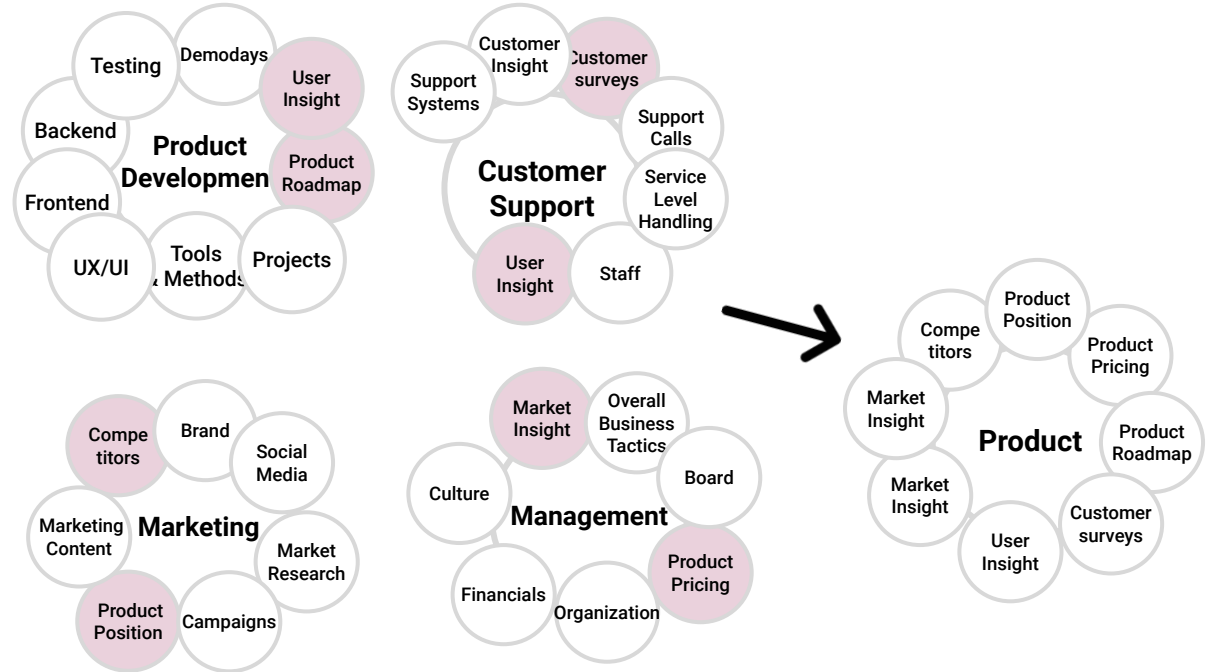 Testing
Demodays
User
Insight
Backend
Product
Developmen
Product
Roadmap
Frontend
UX/UI
Tools
& Methods
Projects
Customer
Insight
Customer
surveys
Support
Systems
Support
Calls
Customer
Support
Service
Level
Handling
User
Insight
Staff
Compe
titors
Brand
Social
Media
Marketing
Content
Marketing
Market
Research
Product
Position
Campaigns
Market
Insight
Overall
Business
Tactics
Board
Culture
Management
Product
Pricing
Financials
Organization
Product
Position
Compe
titors
Product
Pricing
Market
Insight
Product
Product
Roadmap
Market
Insight
Customer
surveys
User
Insight